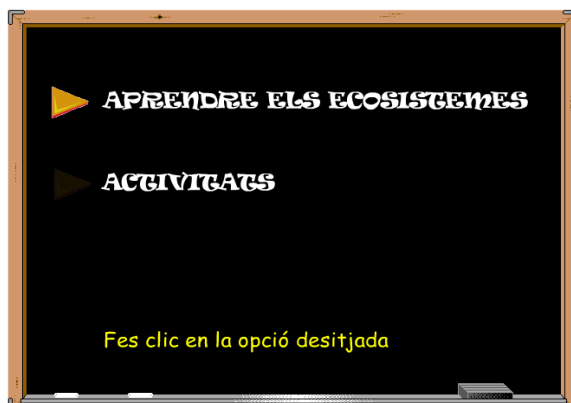 APRENDRE ELS ECOSISTEMES
ACTIVITATS
Fes clic en la opció desitjada